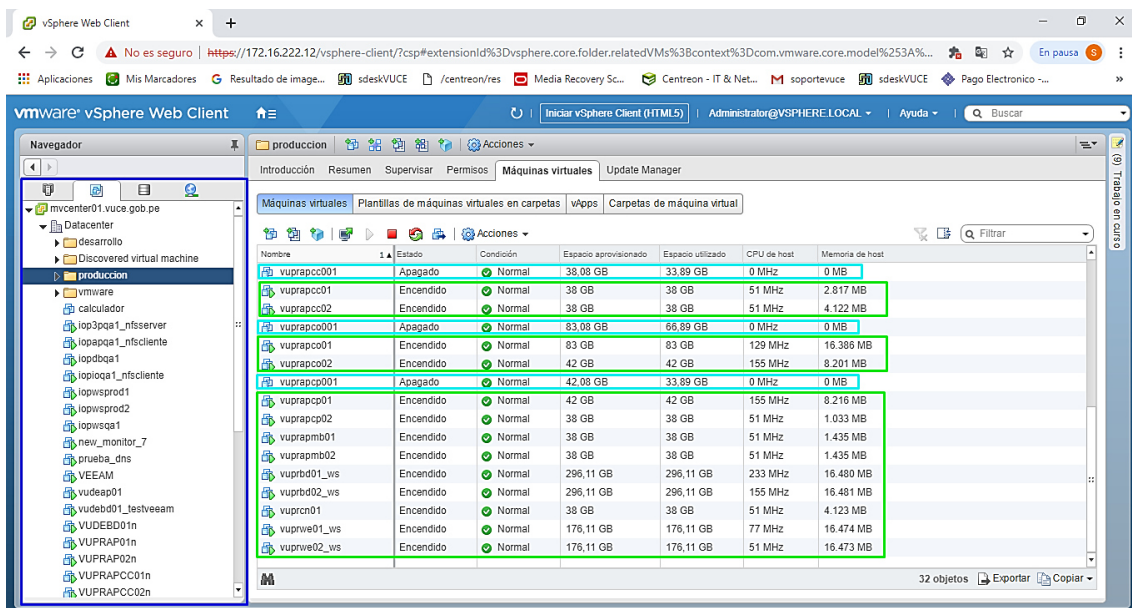 vSphere Web Client
No es seguro | https://172.16.222.12/vsphere-client/?csp#extensionId%3Dvsphere.core.folder.relatedVMs%3Bcontext%3Dcom.vmware.core.model%253A%... En pausa S
Aplicaciones Mis Marcadores Resultado de image... sdeskVUCE /centreon/res Media Recovery Sc... Centreon - IT & Net... soportevuce sdeskVUCE Pago Electronico -... »
vmware® vSphere Web Client Iniciar vSphere Client (HTML5) | Administrator@VSPHERE.LOCAL | Ayuda | Buscar
Navegador
mvcenter01.vuce.gob.pe
Datacenter
desarrollo
Discovered virtual machine
produccion
vmware
calculador
iop3pqa1_nfsserver
iopapqa1_nfscliente
iopdbqa1
iopioqa1_nfscliente
iopwsprod1
iopwsprod2
iopwsqa1
new_monitor_7
prueba_dns
VEEAM
vudeap01
vudebd01_testveeam
VUDEBD01n
VUPRAP01n
VUPRAP02n
VUPRAPCC01n
VUPRAPCC02n
produccion Acciones
Introducción Resumen Supervisar Permisos Máquinas virtuales Update Manager
Máquinas virtuales Plantillas de máquinas virtuales en carpetas vApps Carpetas de máquina virtual
Acciones Filtrar
Nombre 1 Estado Condición Espacio aprovisionado Espacio utilizado CPU de host Memoria de host
vuprapcc001 Apagado Normal 38,08 GB 33,89 GB 0 MHz 0 MB
vuprapcc01 Encendido Normal 38 GB 38 GB 51 MHz 2.817 MB
vuprapcc02 Encendido Normal 38 GB 38 GB 51 MHz 4.122 MB
vuprapco001 Apagado Normal 83,08 GB 66,89 GB 0 MHz 0 MB
vuprapco01 Encendido Normal 83 GB 83 GB 129 MHz 16.386 MB
vuprapco02 Encendido Normal 42 GB 42 GB 155 MHz 8.201 MB
vuprapcp001 Apagado Normal 42,08 GB 33,89 GB 0 MHz 0 MB
vuprapcp01 Encendido Normal 42 GB 42 GB 155 MHz 8.216 MB
vuprapcp02 Encendido Normal 38 GB 38 GB 51 MHz 1.033 MB
vuprapmb01 Encendido Normal 38 GB 38 GB 51 MHz 1.435 MB
vuprapmb02 Encendido Normal 38 GB 38 GB 51 MHz 1.435 MB
vuprbd01_ws Encendido Normal 296,11 GB 296,11 GB 233 MHz 16.480 MB
vuprbd02_ws Encendido Normal 296,11 GB 296,11 GB 155 MHz 16.481 MB
vuprcn01 Encendido Normal 38 GB 38 GB 51 MHz 4.123 MB
vuprwe01_ws Encendido Normal 176,11 GB 176,11 GB 77 MHz 16.474 MB
vuprwe02_ws Encendido Normal 176,11 GB 176,11 GB 51 MHz 16.473 MB
32 objetos Exportar Copiar
(9) Trabajo en curso